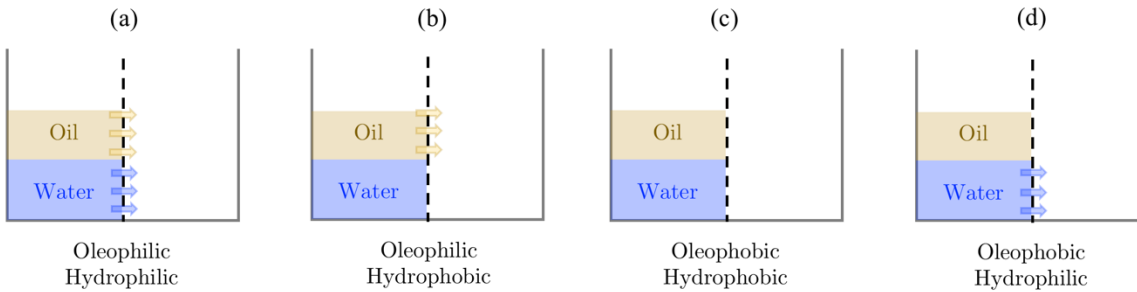 (a)
(b)
(c)
(d)
Oil
Water
Oil
Water
Oil
Water
Oil
Water
Oleophilic
Hydrophilic
Oleophilic
Hydrophobic
Oleophobic
Hydrophobic
Oleophobic
Hydrophilic